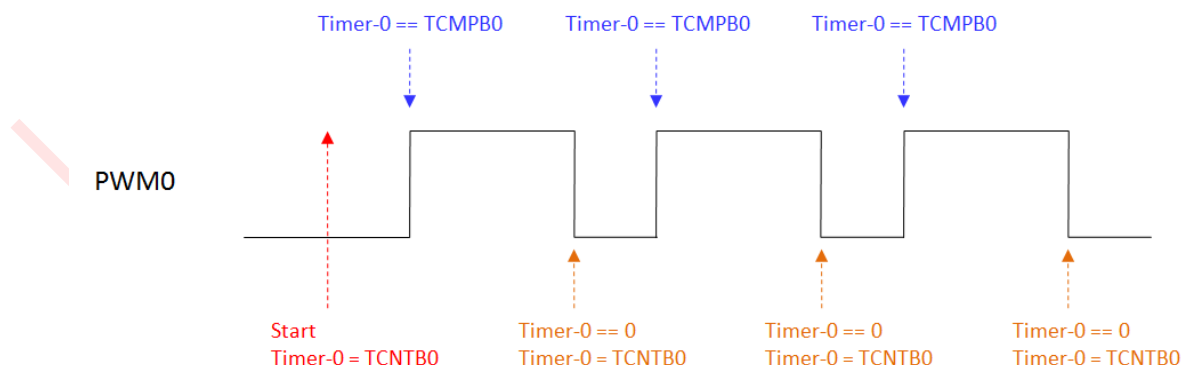 Timer-0 == TCMPB0 Timer-0 == TCMPB0 Timer-0 == TCMPB0
PWM0
Start Timer-0 == 0 Timer-0 == 0 Timer-0 == 0
Timer-0 = TCNTB0 Timer-0 = TCNTB0 Timer-0 = TCNTB0 Timer-0 = TCNTB0